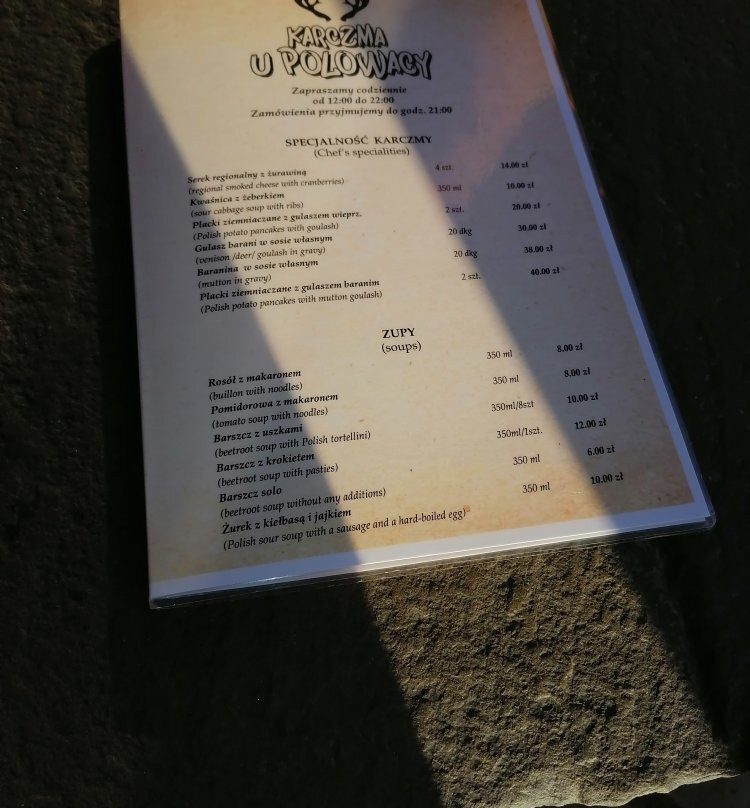 KARCZMA
U POLOWACY
Zapraszamy codziennie
od 12:00 do 22:00
Zamówienia przyjmujemy do godz. 21:00
SPECJALNOŚĆ KARCZMY
(Chef's specialities)
Serek regionalny z żurawiną 4 szt. 14.00 zł
(regional smoked cheese with cranberries)
Kwaśnica z żeberkiem 350 ml 10.00 zł
(sour cabbage soup with ribs)
Placki ziemniaczane z gulaszem wieprz. 2 szt. 20.00 zł
(Polish potato pancakes with goulash)
Gulasz barani w sosie własnym 20 dkg 30.00 zł
(venison /deer/ goulash in gravy)
Baranina w sosie własnym 20 dkg 38.00 zł
(mutton in gravy)
Placki ziemniaczane z gulaszem baranim 2 szt. 40.00 zł
(Polish potato pancakes with mutton goulash)
ZUPY
(soups)
Rosół z makaronem 350 ml 8.00 zł
(buillon with noodles)
Pomidorowa z makaronem 350 ml 8.00 zł
(tomato soup with noodles)
Barszcz z uszkami 350ml/8szt 10.00 zł
(beetroot soup with Polish tortellini)
Barszcz z krokietem 350ml/1szt. 12.00 zł
(beetroot soup with pasties)
Barszcz solo 350 ml 6.00 zł
(beetroot soup without any additions)
Żurek z kiełbasą i jajkiem 350 ml 10.00 zł
(Polish sour soup with a sausage and a hard-boiled egg)